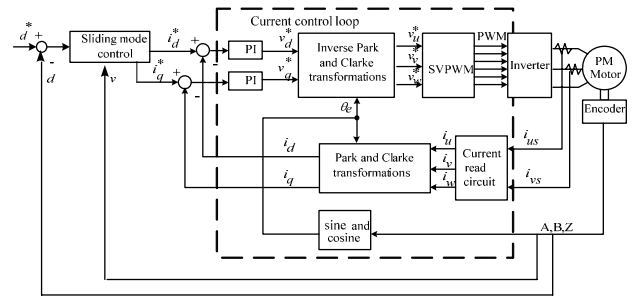 Current control loop
d*
+
-
d
Sliding mode
control
v
i*d
i*q
+
-
+
-
PI
PI
v*d
v*q
Inverse Park
and Clarke
transformations
v*u
v*v
v*w
SVPWM
PWM
Inverter
PM
Motor
Encoder
θe
id
iq
Park and Clarke
transformations
iu
iv
iw
Current
read
circuit
ius
ivs
sine and
cosine
A,B,Z